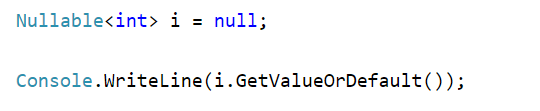 Nullable<int> i = null;
Console.WriteLine(i.GetValueOrDefault());